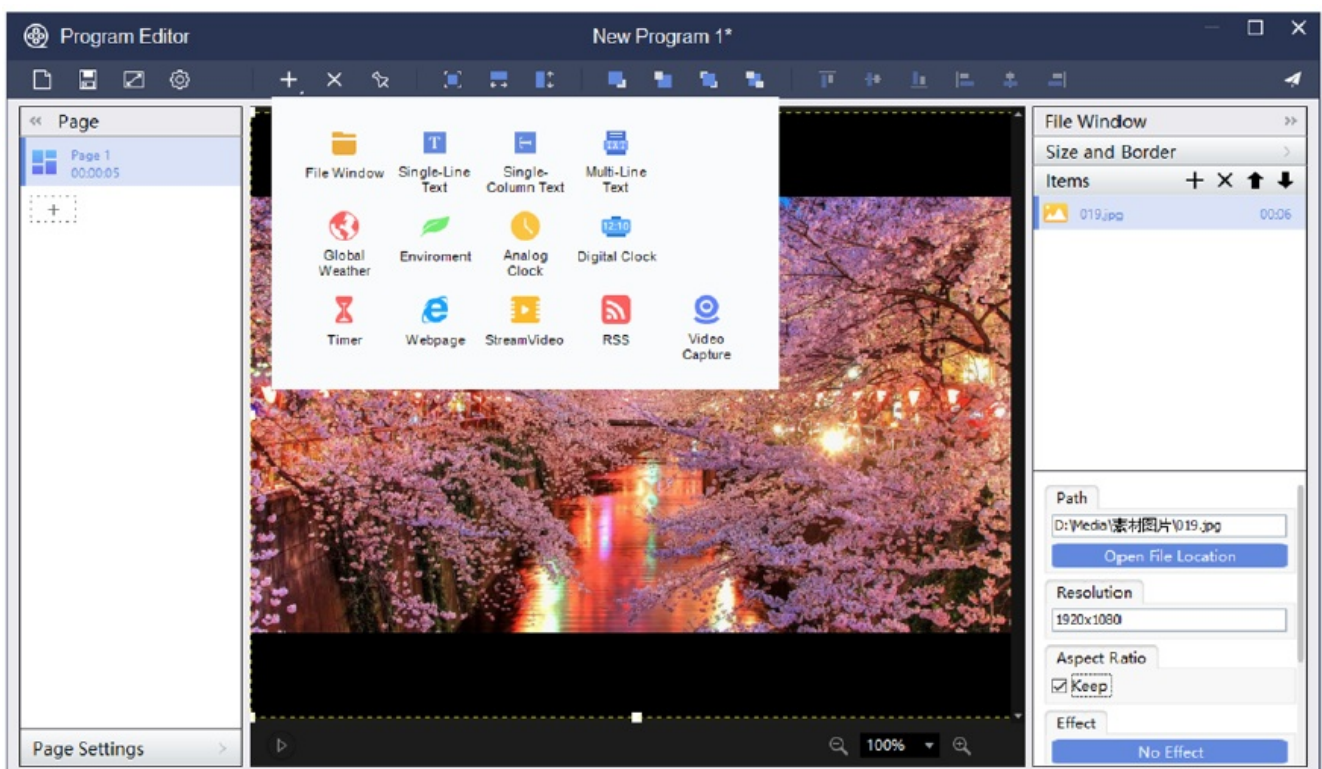 Program Editor
New Program 1*
Page
Page 1
00:00:05
+
Page Settings
File Window
Single-Line
Text
Single-
Column Text
Multi-Line
Text
Global
Weather
Enviroment
Analog
Clock
Digital Clock
Timer
Webpage
StreamVideo
RSS
Video
Capture
T
TXT
12:10
100%
File Window
Size and Border
Items
019.jpg
00:06
Path
D:\Media\素材图片\019.jpg
Open File Location
Resolution
1920x1080
Aspect Ratio
Keep
Effect
No Effect